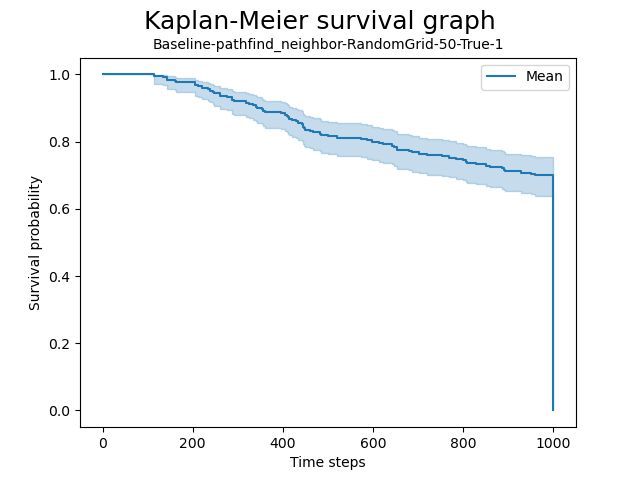 Kaplan-Meier survival graph
Baseline-pathfind_neighbor-RandomGrid-50-True-1
Mean
1.0
0.8
0.6
0.4
0.2
0.0
Survival probability
0
200
400
600
800
1000
Time steps